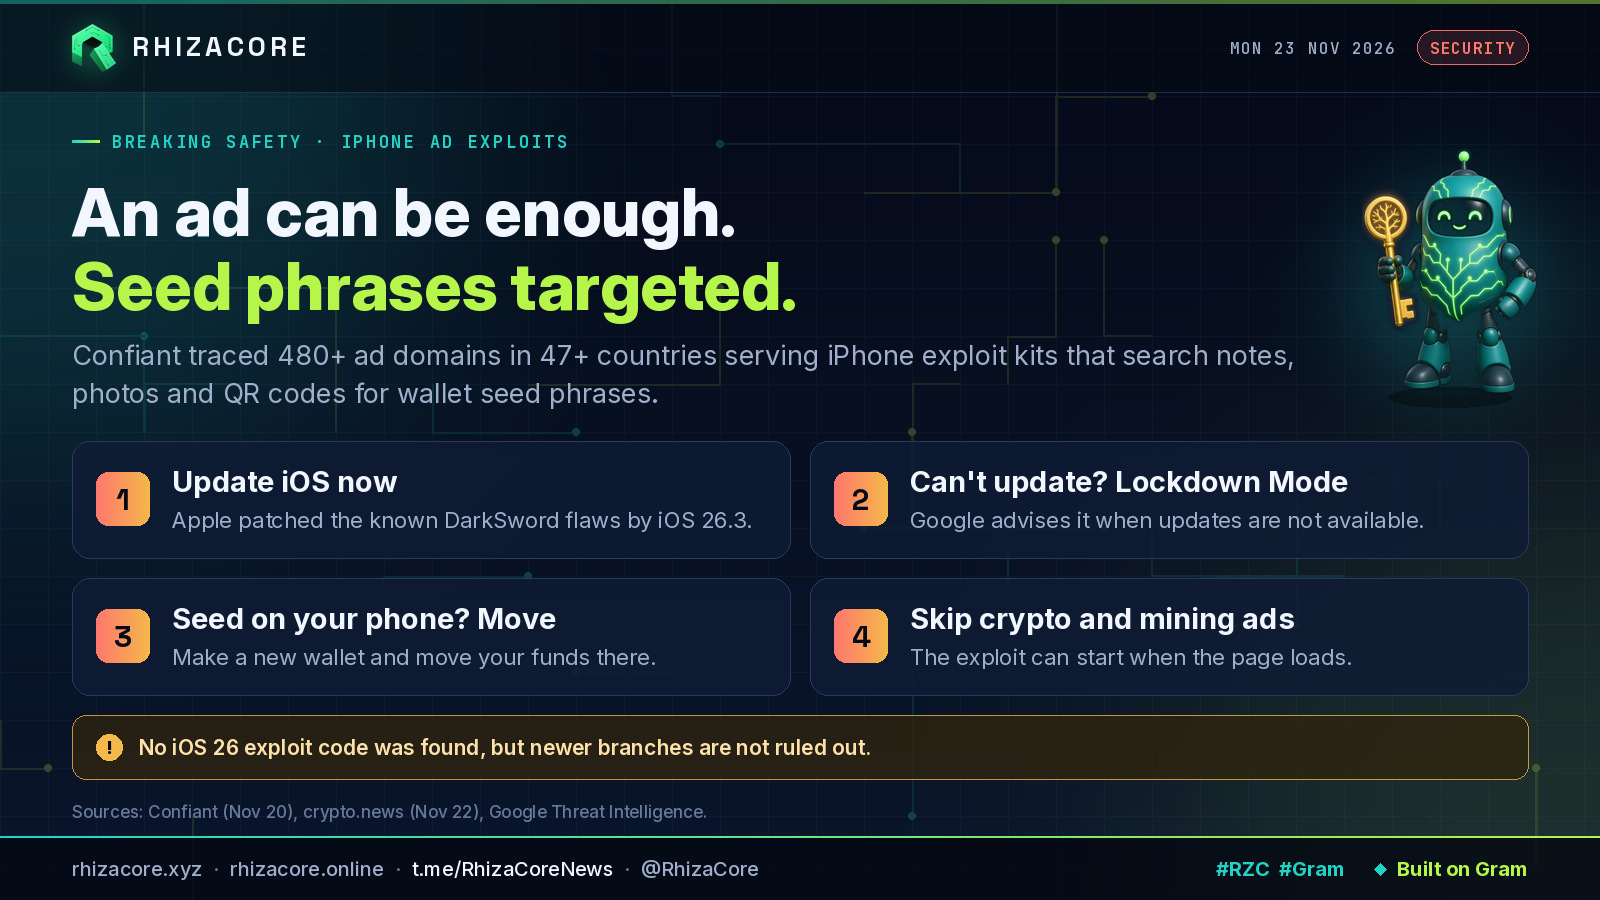 RHIZACORE
MON 23 NOV 2026
SECURITY
BREAKING SAFETY · IPHONE AD EXPLOITS
An ad can be enough.
Seed phrases targeted.
Confiant traced 480+ ad domains in 47+ countries serving iPhone exploit kits that search notes,
photos and QR codes for wallet seed phrases.
1
Update iOS now
Apple patched the known DarkSword flaws by iOS 26.3.
2
Can't update? Lockdown Mode
Google advises it when updates are not available.
3
Seed on your phone? Move
Make a new wallet and move your funds there.
4
Skip crypto and mining ads
The exploit can start when the page loads.
! No iOS 26 exploit code was found, but newer branches are not ruled out.
Sources: Confiant (Nov 20), crypto.news (Nov 22), Google Threat Intelligence.
rhizacore.xyz · rhizacore.online · t.me/RhizaCoreNews · @RhizaCore
#RZC #Gram ◆ Built on Gram